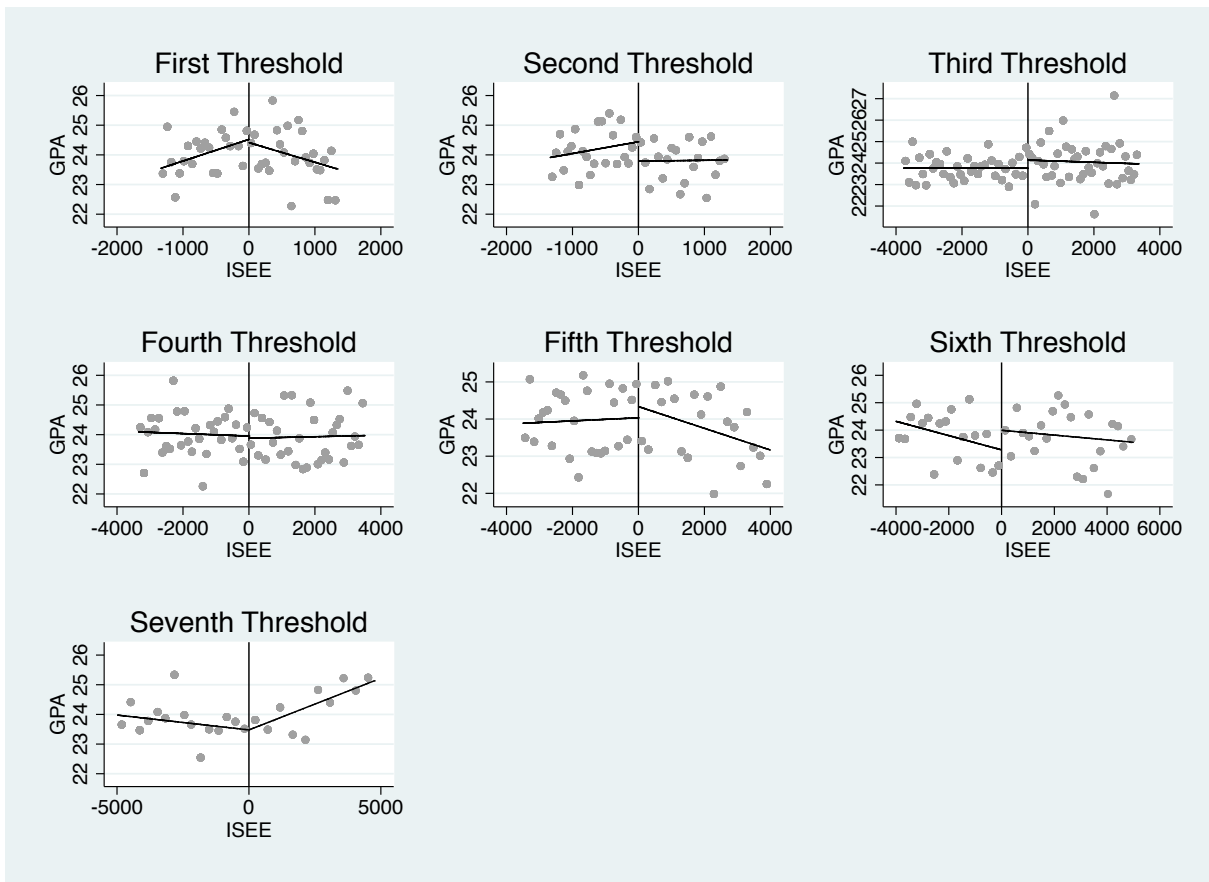 First Threshold
GPA
22 23 24 25 26
-2000 -1000 0 1000 2000
ISEE
Second Threshold
GPA
22 23 24 25 26
-2000 -1000 0 1000 2000
ISEE
Third Threshold
GPA
222324252627
-4000 -2000 0 2000 4000
ISEE
Fourth Threshold
GPA
22 23 24 25 26
-4000 -2000 0 2000 4000
ISEE
Fifth Threshold
GPA
22 23 24 25
-4000 -2000 0 2000 4000
ISEE
Sixth Threshold
GPA
22 23 24 25 26
-4000 -2000 0 2000 4000 6000
ISEE
Seventh Threshold
GPA
22 23 24 25 26
-5000 0 5000
ISEE